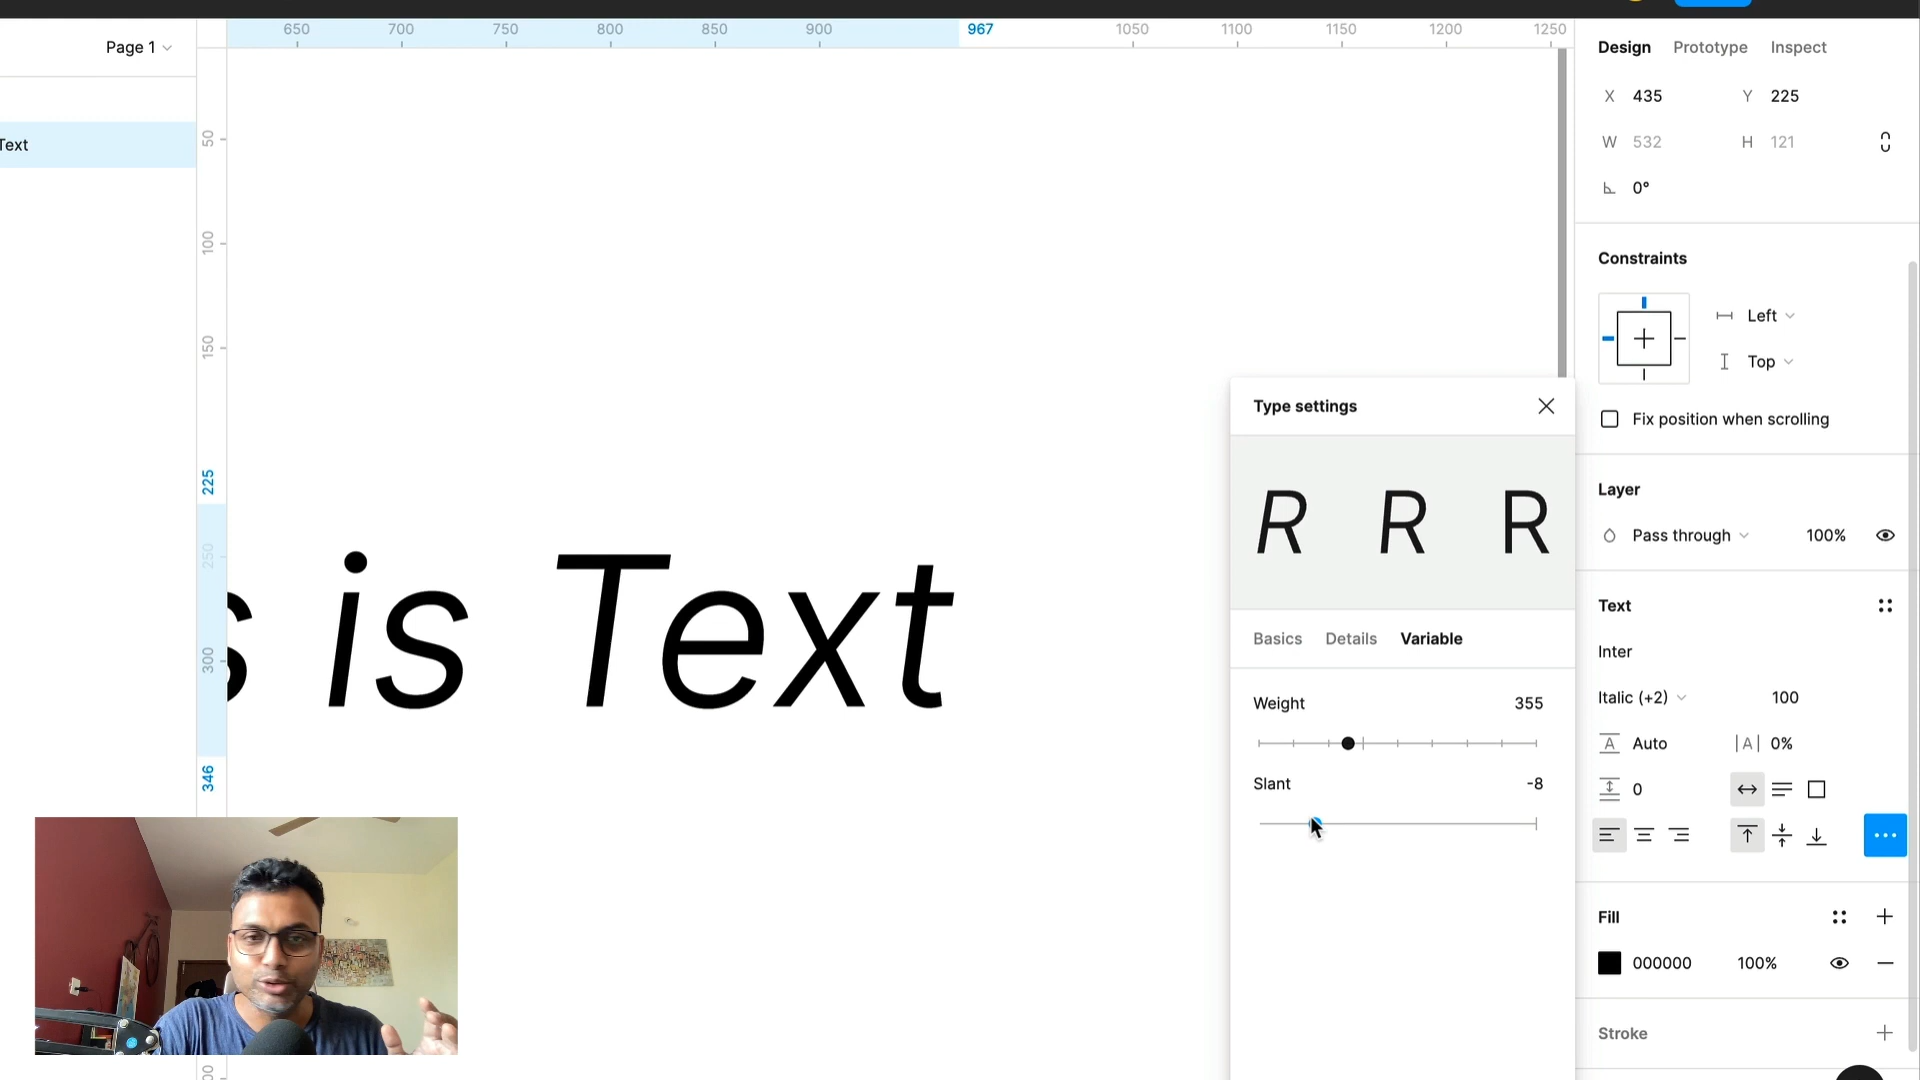 650 700 750 800 850 900 967 1050 1100 1150 1200 1250
Page 1
Text
50
100
150
225
250
300
346
s is Text
Type settings
R R R
Basics Details Variable
Weight 355
Slant -8
Design Prototype Inspect
X 435 Y 225
W 532 H 121
0°
Constraints
Left
Top
Fix position when scrolling
Layer
Pass through 100%
Text
Inter
Italic (+2) 100
A Auto |A| 0%
0
Fill
000000 100%
Stroke